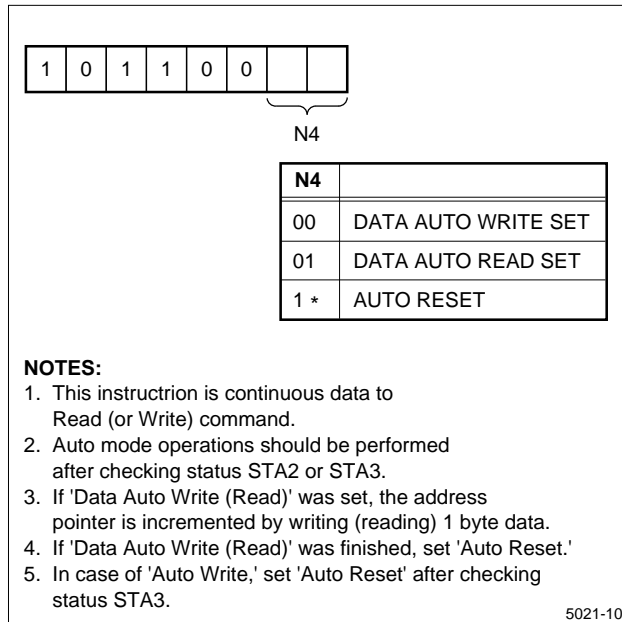 1 0 1 1 0 0
N4
N4
00 DATA AUTO WRITE SET
01 DATA AUTO READ SET
1 * AUTO RESET
NOTES:
1. This instructrion is continuous data to
Read (or Write) command.
2. Auto mode operations should be performed
after checking status STA2 or STA3.
3. If 'Data Auto Write (Read)' was set, the address
pointer is incremented by writing (reading) 1 byte data.
4. If 'Data Auto Write (Read)' was finished, set 'Auto Reset.'
5. In case of 'Auto Write,' set 'Auto Reset' after checking
status STA3.
5021-10